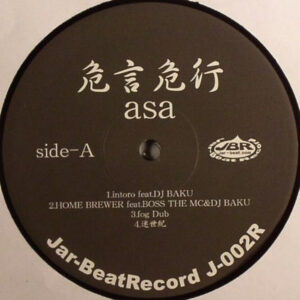 危言危行
asa
side-A
JBR
1.intoro feat.DJ BAKU
2.HOME BREWER feat.BOSS THE MC&DJ BAKU
3.fog Dub
4.迷世紀
Jar-BeatRecord J-002R